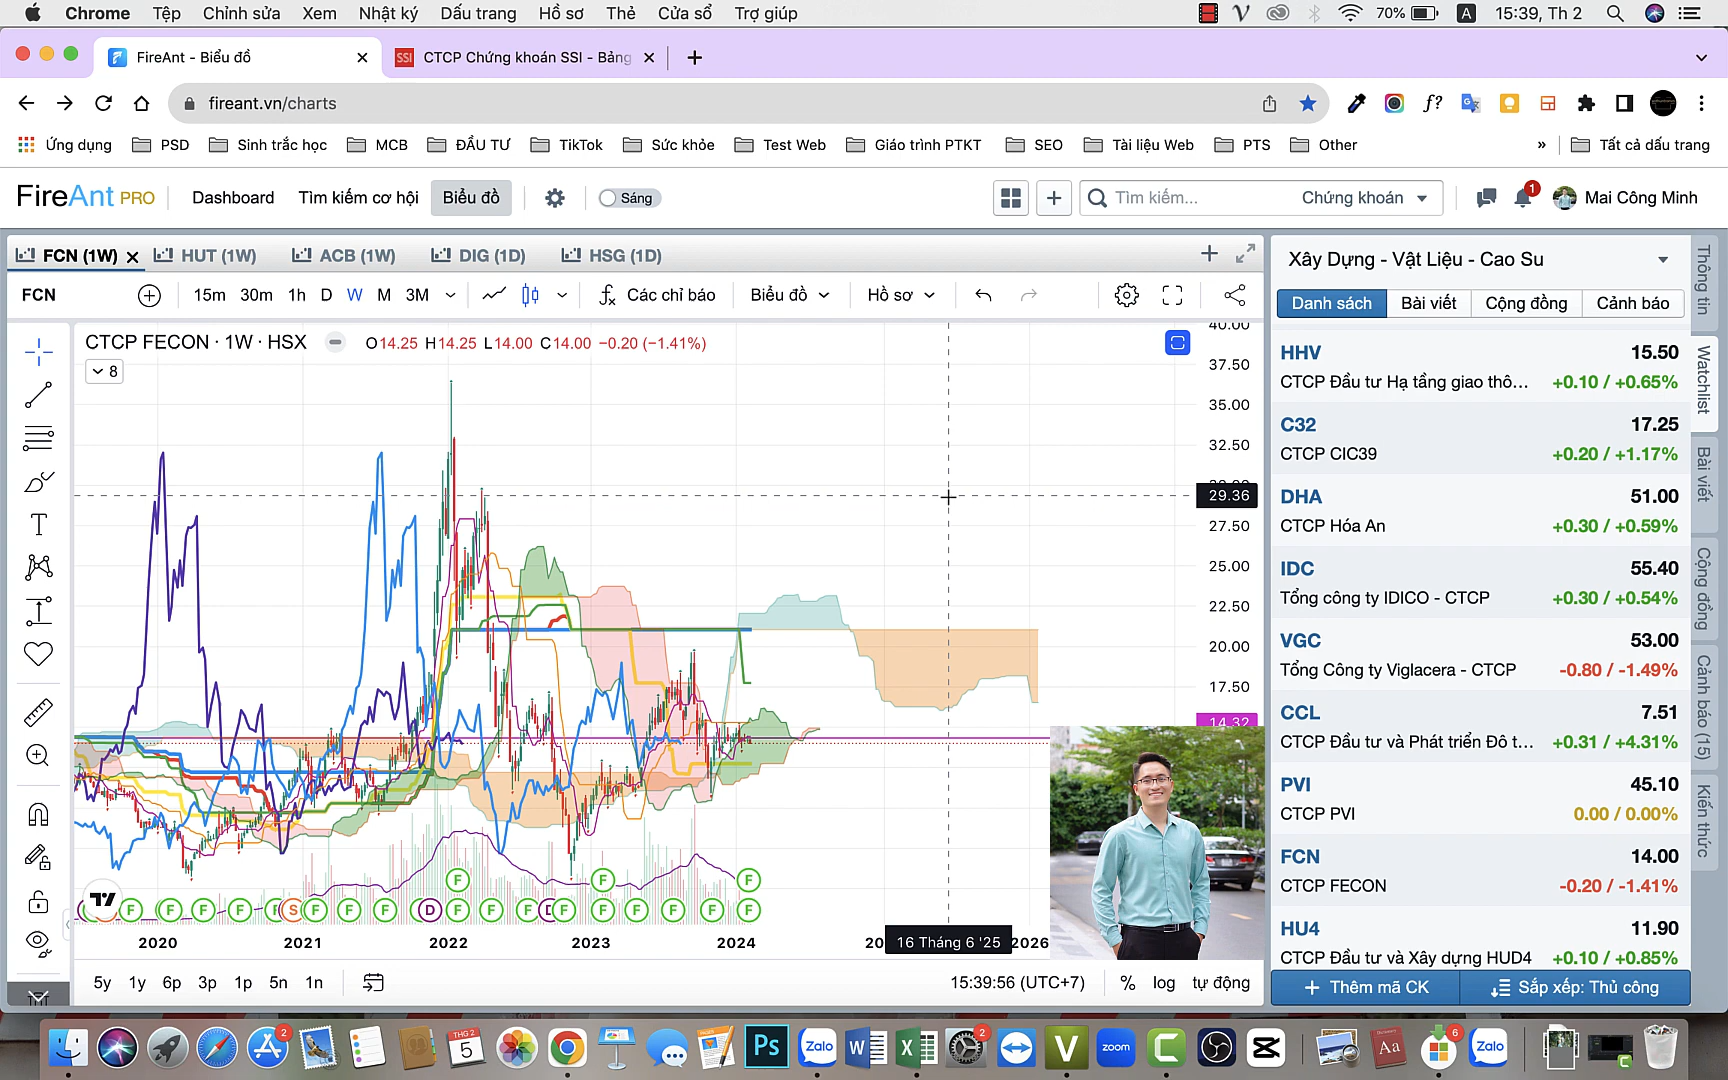 Chrome Tệp Chỉnh sửa Xem Nhật ký Dấu trang Hồ sơ Thẻ Cửa sổ Trợ giúp 70% A 15:39, Th 2
FireAnt - Biểu đồ
SSI CTCP Chứng khoán SSI - Bảng
fireant.vn/charts
f?
Ứng dụng PSD Sinh trắc học MCB ĐẦU TƯ TikTok Sức khỏe Test Web Giáo trình PTKT SEO Tài liệu Web PTS Other » Tất cả dấu trang
FireAnt PRO Dashboard Tìm kiếm cơ hội Biểu đồ Sáng Tìm kiếm... Chứng khoán 1 Mai Công Minh
FCN (1W) HUT (1W) ACB (1W) DIG (1D) HSG (1D)
FCN 15m 30m 1h D W M 3M Các chỉ báo Biểu đồ Hồ sơ
CTCP FECON · 1W · HSX O14.25 H14.25 L14.00 C14.00 −0.20 (−1.41%)
8
40.00
37.50
35.00
32.50
29.36
27.50
25.00
22.50
20.00
17.50
14.32
F F F
F F F F F S F F F D F F F D F F F F F F
2020 2021 2022 2023 2024 16 Tháng 6 '25 2026
5y 1y 6p 3p 1p 5n 1n 15:39:56 (UTC+7) % log tự động
Xây Dựng - Vật Liệu - Cao Su
Danh sách Bài viết Cộng đồng Cảnh báo
HHV 15.50
CTCP Đầu tư Hạ tầng giao thô... +0.10 / +0.65%
C32 17.25
CTCP CIC39 +0.20 / +1.17%
DHA 51.00
CTCP Hóa An +0.30 / +0.59%
IDC 55.40
Tổng công ty IDICO - CTCP +0.30 / +0.54%
VGC 53.00
Tổng Công ty Viglacera - CTCP -0.80 / -1.49%
CCL 7.51
CTCP Đầu tư và Phát triển Đô t... +0.31 / +4.31%
PVI 45.10
CTCP PVI 0.00 / 0.00%
FCN 14.00
CTCP FECON -0.20 / -1.41%
HU4 11.90
CTCP Đầu tư và Xây dựng HUD4 +0.10 / +0.85%
Thêm mã CK Sắp xếp: Thủ công
Thông tin
Watchlist
Bài viết
Cộng đồng
Cảnh báo (15)
Kiến thức
2 THG 2 5 Ps Zalo W X 2 V zoom C Aa 6 Zalo